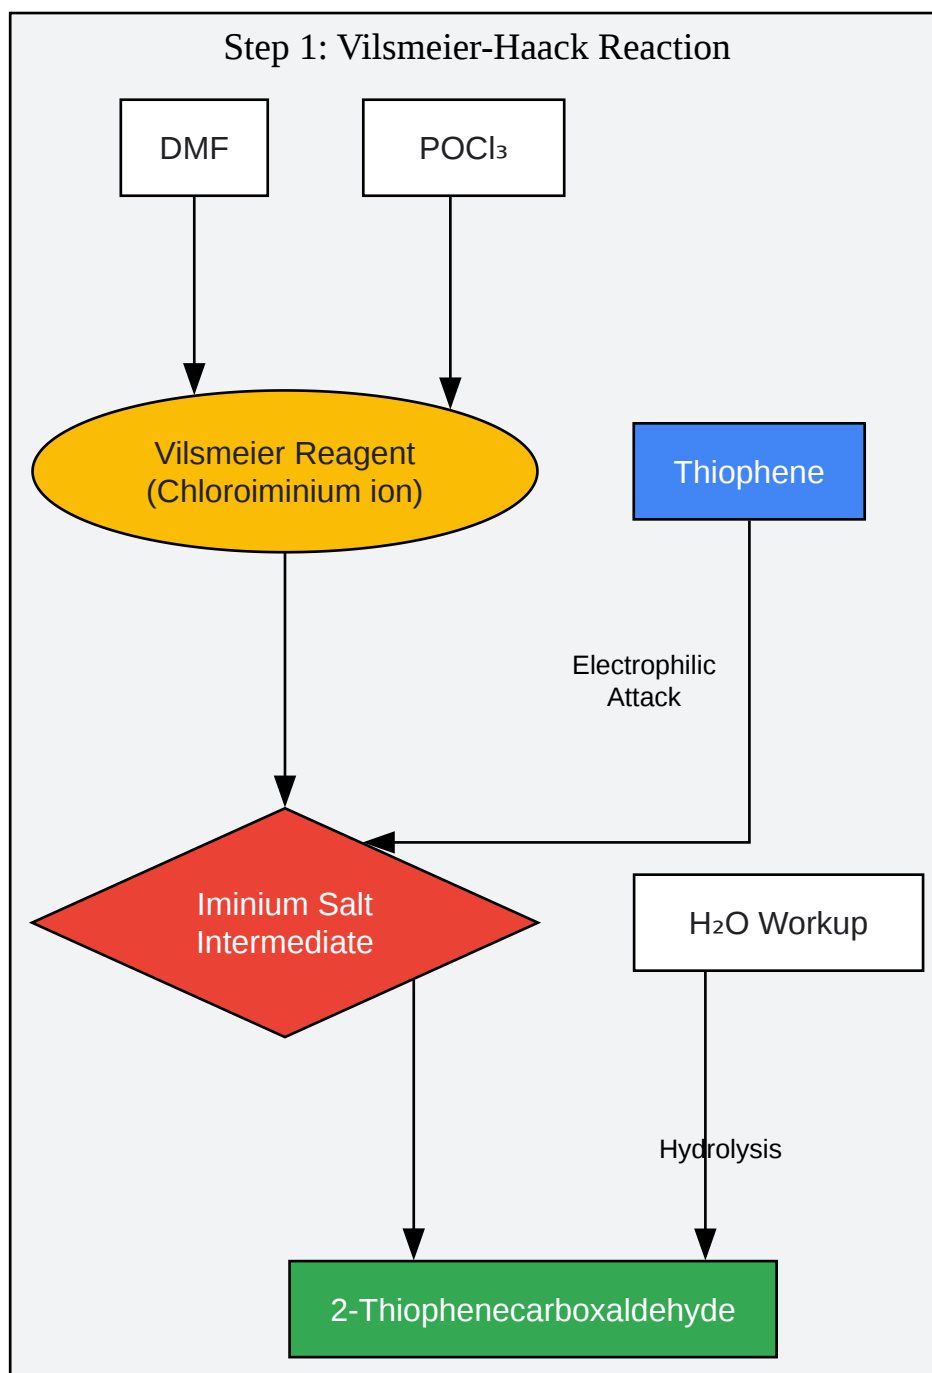 Step 1: Vilsmeier-Haack Reaction
DMF
POCl₃
Vilsmeier Reagent
(Chloroiminium ion)
Thiophene
Electrophilic
Attack
Iminium Salt
Intermediate
H₂O Workup
Hydrolysis
2-Thiophenecarboxaldehyde